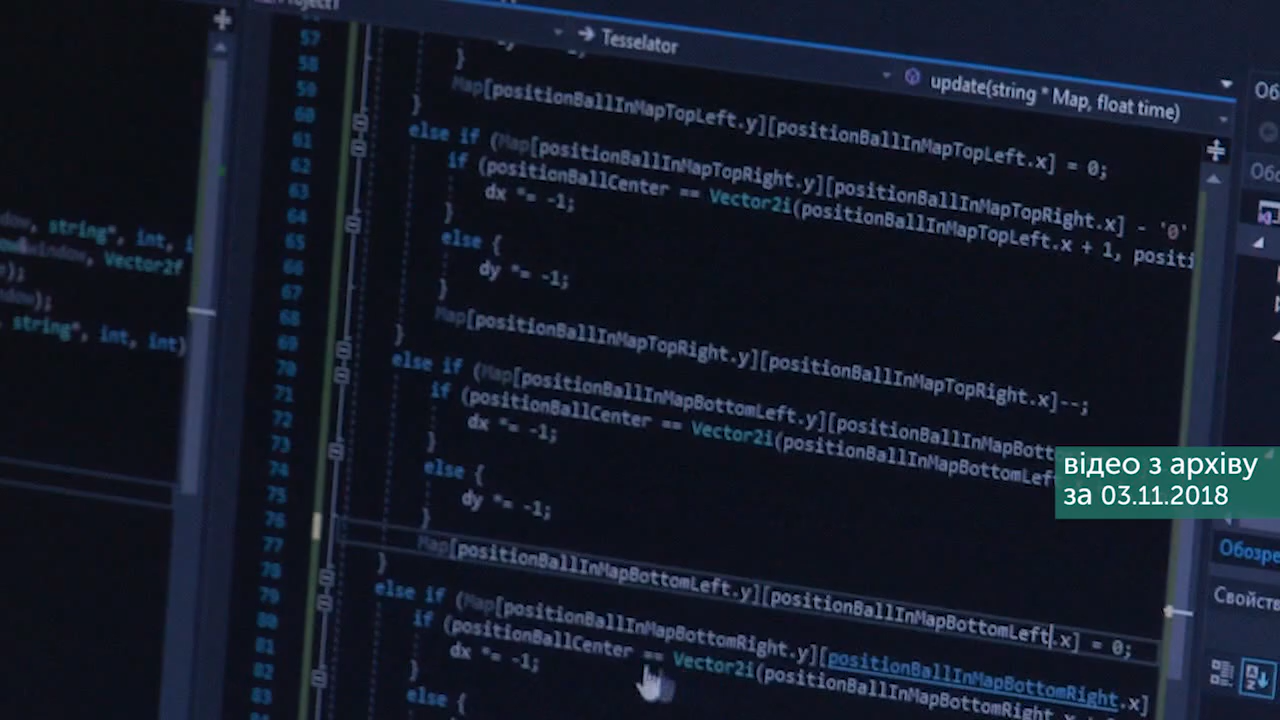 Tesselator
update(string * Map, float time)
57
58
}
59
Map[positionBallInMapTopLeft.y][positionBallInMapTopLeft.x] = 0;
60
}
61
else if (Map[positionBallInMapTopRight.y][positionBallInMapTopRight.x] - '0'
62
if (positionBallCenter == Vector2i(positionBallInMapTopLeft.x + 1, positi
63
dx *= -1;
64
}
65
else {
66
dy *= -1;
67
}
68
Map[positionBallInMapTopRight.y][positionBallInMapTopRight.x]--;
69
}
70
else if (Map[positionBallInMapBottomLeft.y][positionBallInMapBott
71
if (positionBallCenter == Vector2i(positionBallInMapBottomLef
72
dx *= -1;
73
}
74
else {
75
dy *= -1;
76
}
77
Map[positionBallInMapBottomLeft.y][positionBallInMapBottomLeft.x] = 0;
78
}
79
else if (Map[positionBallInMapBottomRight.y][positionBallInMapBottomRight.x]
80
if (positionBallCenter == Vector2i(positionBallInMapBottomRight.x
81
dx *= -1;
82
}
83
else {
string*, int, i
window, Vector2f
string*, int, int)
Обозре
Свойств
відео з архіву
за 03.11.2018